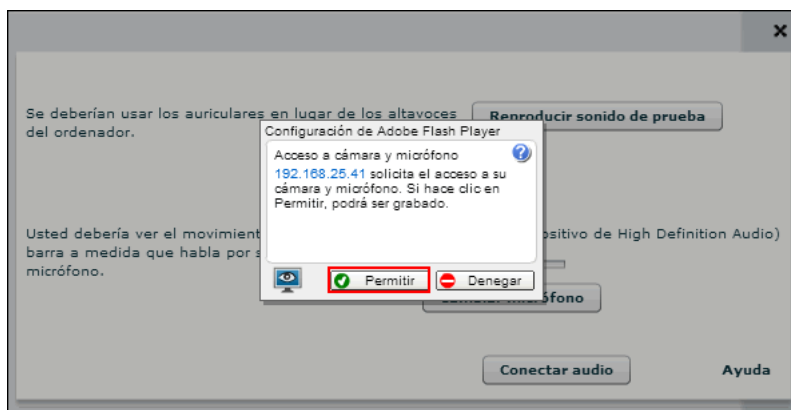 Se deberían usar los auriculares en lugar de los altavoces
del ordenador.
Reproducir sonido de prueba
Configuración de Adobe Flash Player
Acceso a cámara y micrófono
192.168.25.41 solicita el acceso a su
cámara y micrófono. Si hace clic en
Permitir, podrá ser grabado.
Permitir
Denegar
Usted debería ver el
de High Definition Audio)
barra a medida que habla por
micrófono.
Conectar audio
Ayuda